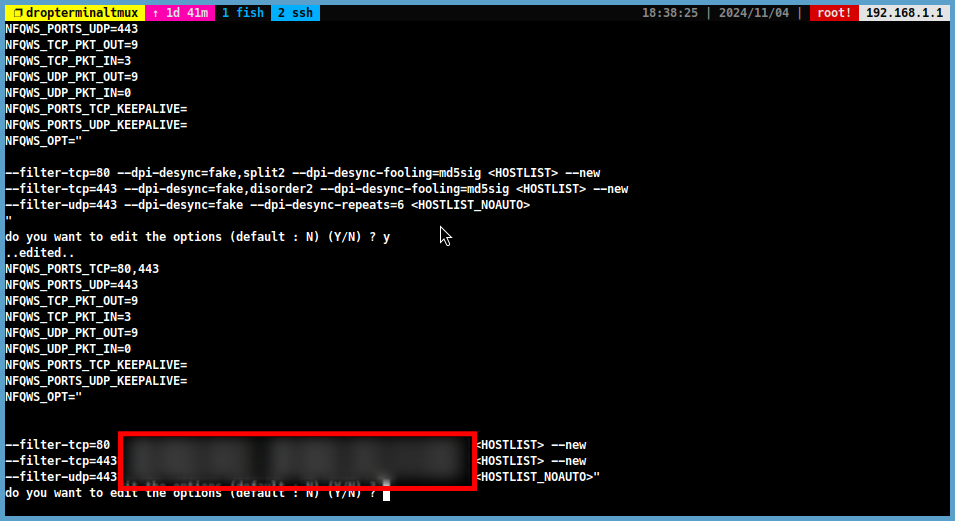 ❐ dropterminaltmux ↑ 1d 41m 1 fish 2 ssh 18:38:25 | 2024/11/04 | root! 192.168.1.1
NFQWS_PORTS_UDP=443
NFQWS_TCP_PKT_OUT=9
NFQWS_TCP_PKT_IN=3
NFQWS_UDP_PKT_OUT=9
NFQWS_UDP_PKT_IN=0
NFQWS_PORTS_TCP_KEEPALIVE=
NFQWS_PORTS_UDP_KEEPALIVE=
NFQWS_OPT="
--filter-tcp=80 --dpi-desync=fake,split2 --dpi-desync-fooling=md5sig <HOSTLIST> --new
--filter-tcp=443 --dpi-desync=fake,disorder2 --dpi-desync-fooling=md5sig <HOSTLIST> --new
--filter-udp=443 --dpi-desync=fake --dpi-desync-repeats=6 <HOSTLIST_NOAUTO>
"
do you want to edit the options (default : N) (Y/N) ? y
..edited..
NFQWS_PORTS_TCP=80,443
NFQWS_PORTS_UDP=443
NFQWS_TCP_PKT_OUT=9
NFQWS_TCP_PKT_IN=3
NFQWS_UDP_PKT_OUT=9
NFQWS_UDP_PKT_IN=0
NFQWS_PORTS_TCP_KEEPALIVE=
NFQWS_PORTS_UDP_KEEPALIVE=
NFQWS_OPT="
--filter-tcp=80 <HOSTLIST> --new
--filter-tcp=443 <HOSTLIST> --new
--filter-udp=443 <HOSTLIST_NOAUTO>"
do you want to edit the options (default : N) (Y/N) ?